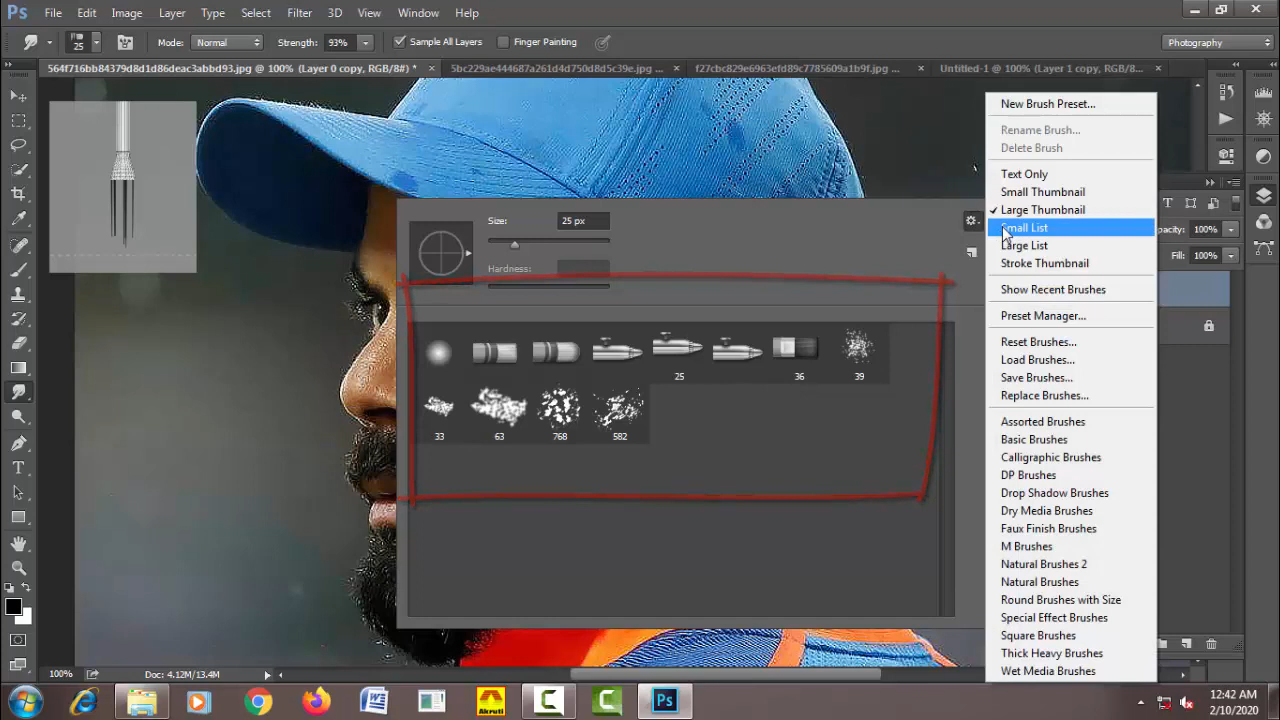 Ps File Edit Image Layer Type Select Filter 3D View Window Help
25 Mode: Normal Strength: 93% Sample All Layers Finger Painting Photography
564f716bb84379d8d1d86deac3abbd93.jpg @ 100% (Layer 0 copy, RGB/8#) * 5bc229ae444687a261d4d750d8d5c39e.jpg ... f27cbc829e6963efd89c7785609a1b9f.jpg ... Untitled-1 @ 100% (Layer 1 copy, RGB/8...
Size: 25 px
Hardness:
25 36 39
33 63 768 582
New Brush Preset...
Rename Brush...
Delete Brush
Text Only
Small Thumbnail
Large Thumbnail
Small List
Large List
Stroke Thumbnail
Show Recent Brushes
Preset Manager...
Reset Brushes...
Load Brushes...
Save Brushes...
Replace Brushes...
Assorted Brushes
Basic Brushes
Calligraphic Brushes
DP Brushes
Drop Shadow Brushes
Dry Media Brushes
Faux Finish Brushes
M Brushes
Natural Brushes 2
Natural Brushes
Round Brushes with Size
Special Effect Brushes
Square Brushes
Thick Heavy Brushes
Wet Media Brushes
pacity: 100%
Fill: 100%
100% Doc: 4.12M/13.4M
Akruti
Ps
12:42 AM
2/10/2020